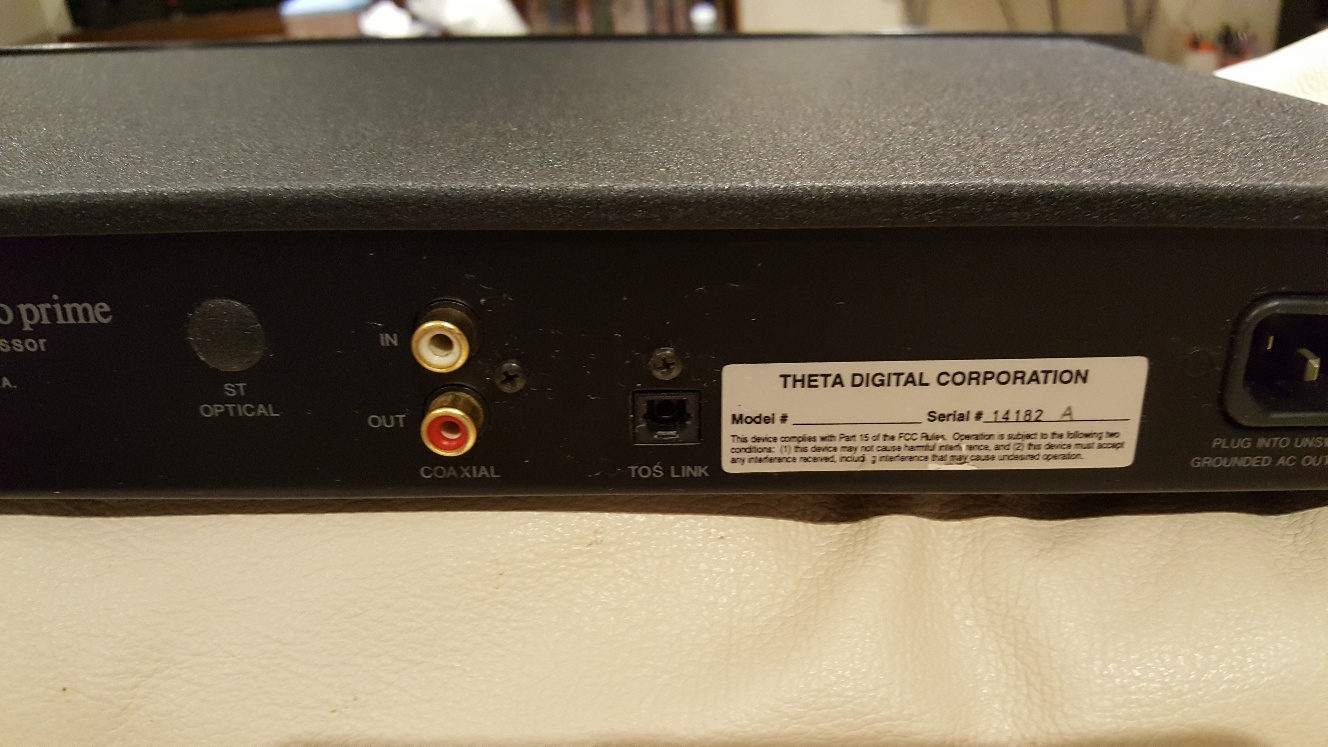 o prime
ssor
A.
ST
OPTICAL
IN
OUT
COAXIAL
TOS LINK
THETA DIGITAL CORPORATION
Model # Serial # 14182 A
This device complies with Part 15 of the FCC Rules. Operation is subject to the following two
conditions: (1) this device may not cause harmful interference, and (2) this device must accept
any interference received, including interference that may cause undesired operation.
PLUG INTO UNSW
GROUNDED AC OUT